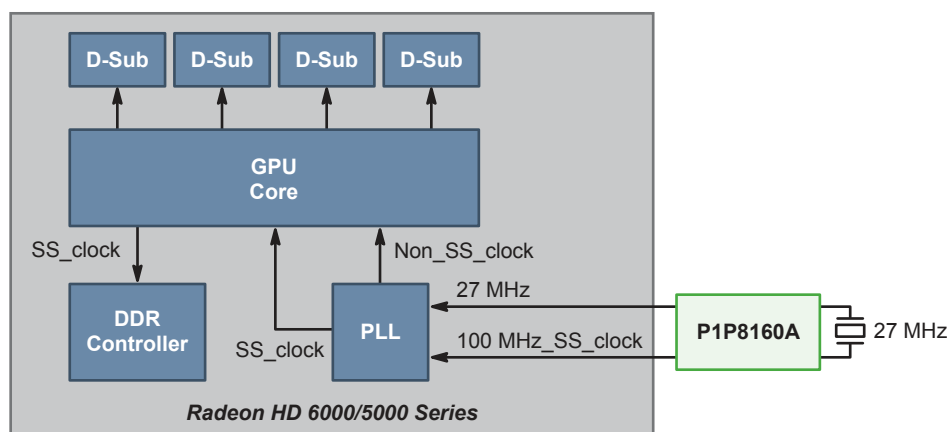 D-Sub D-Sub D-Sub D-Sub
GPU
Core
SS_clock
Non_SS_clock
27 MHz
DDR
Controller
PLL
P1P8160A
27 MHz
SS_clock
100 MHz_SS_clock
Radeon HD 6000/5000 Series